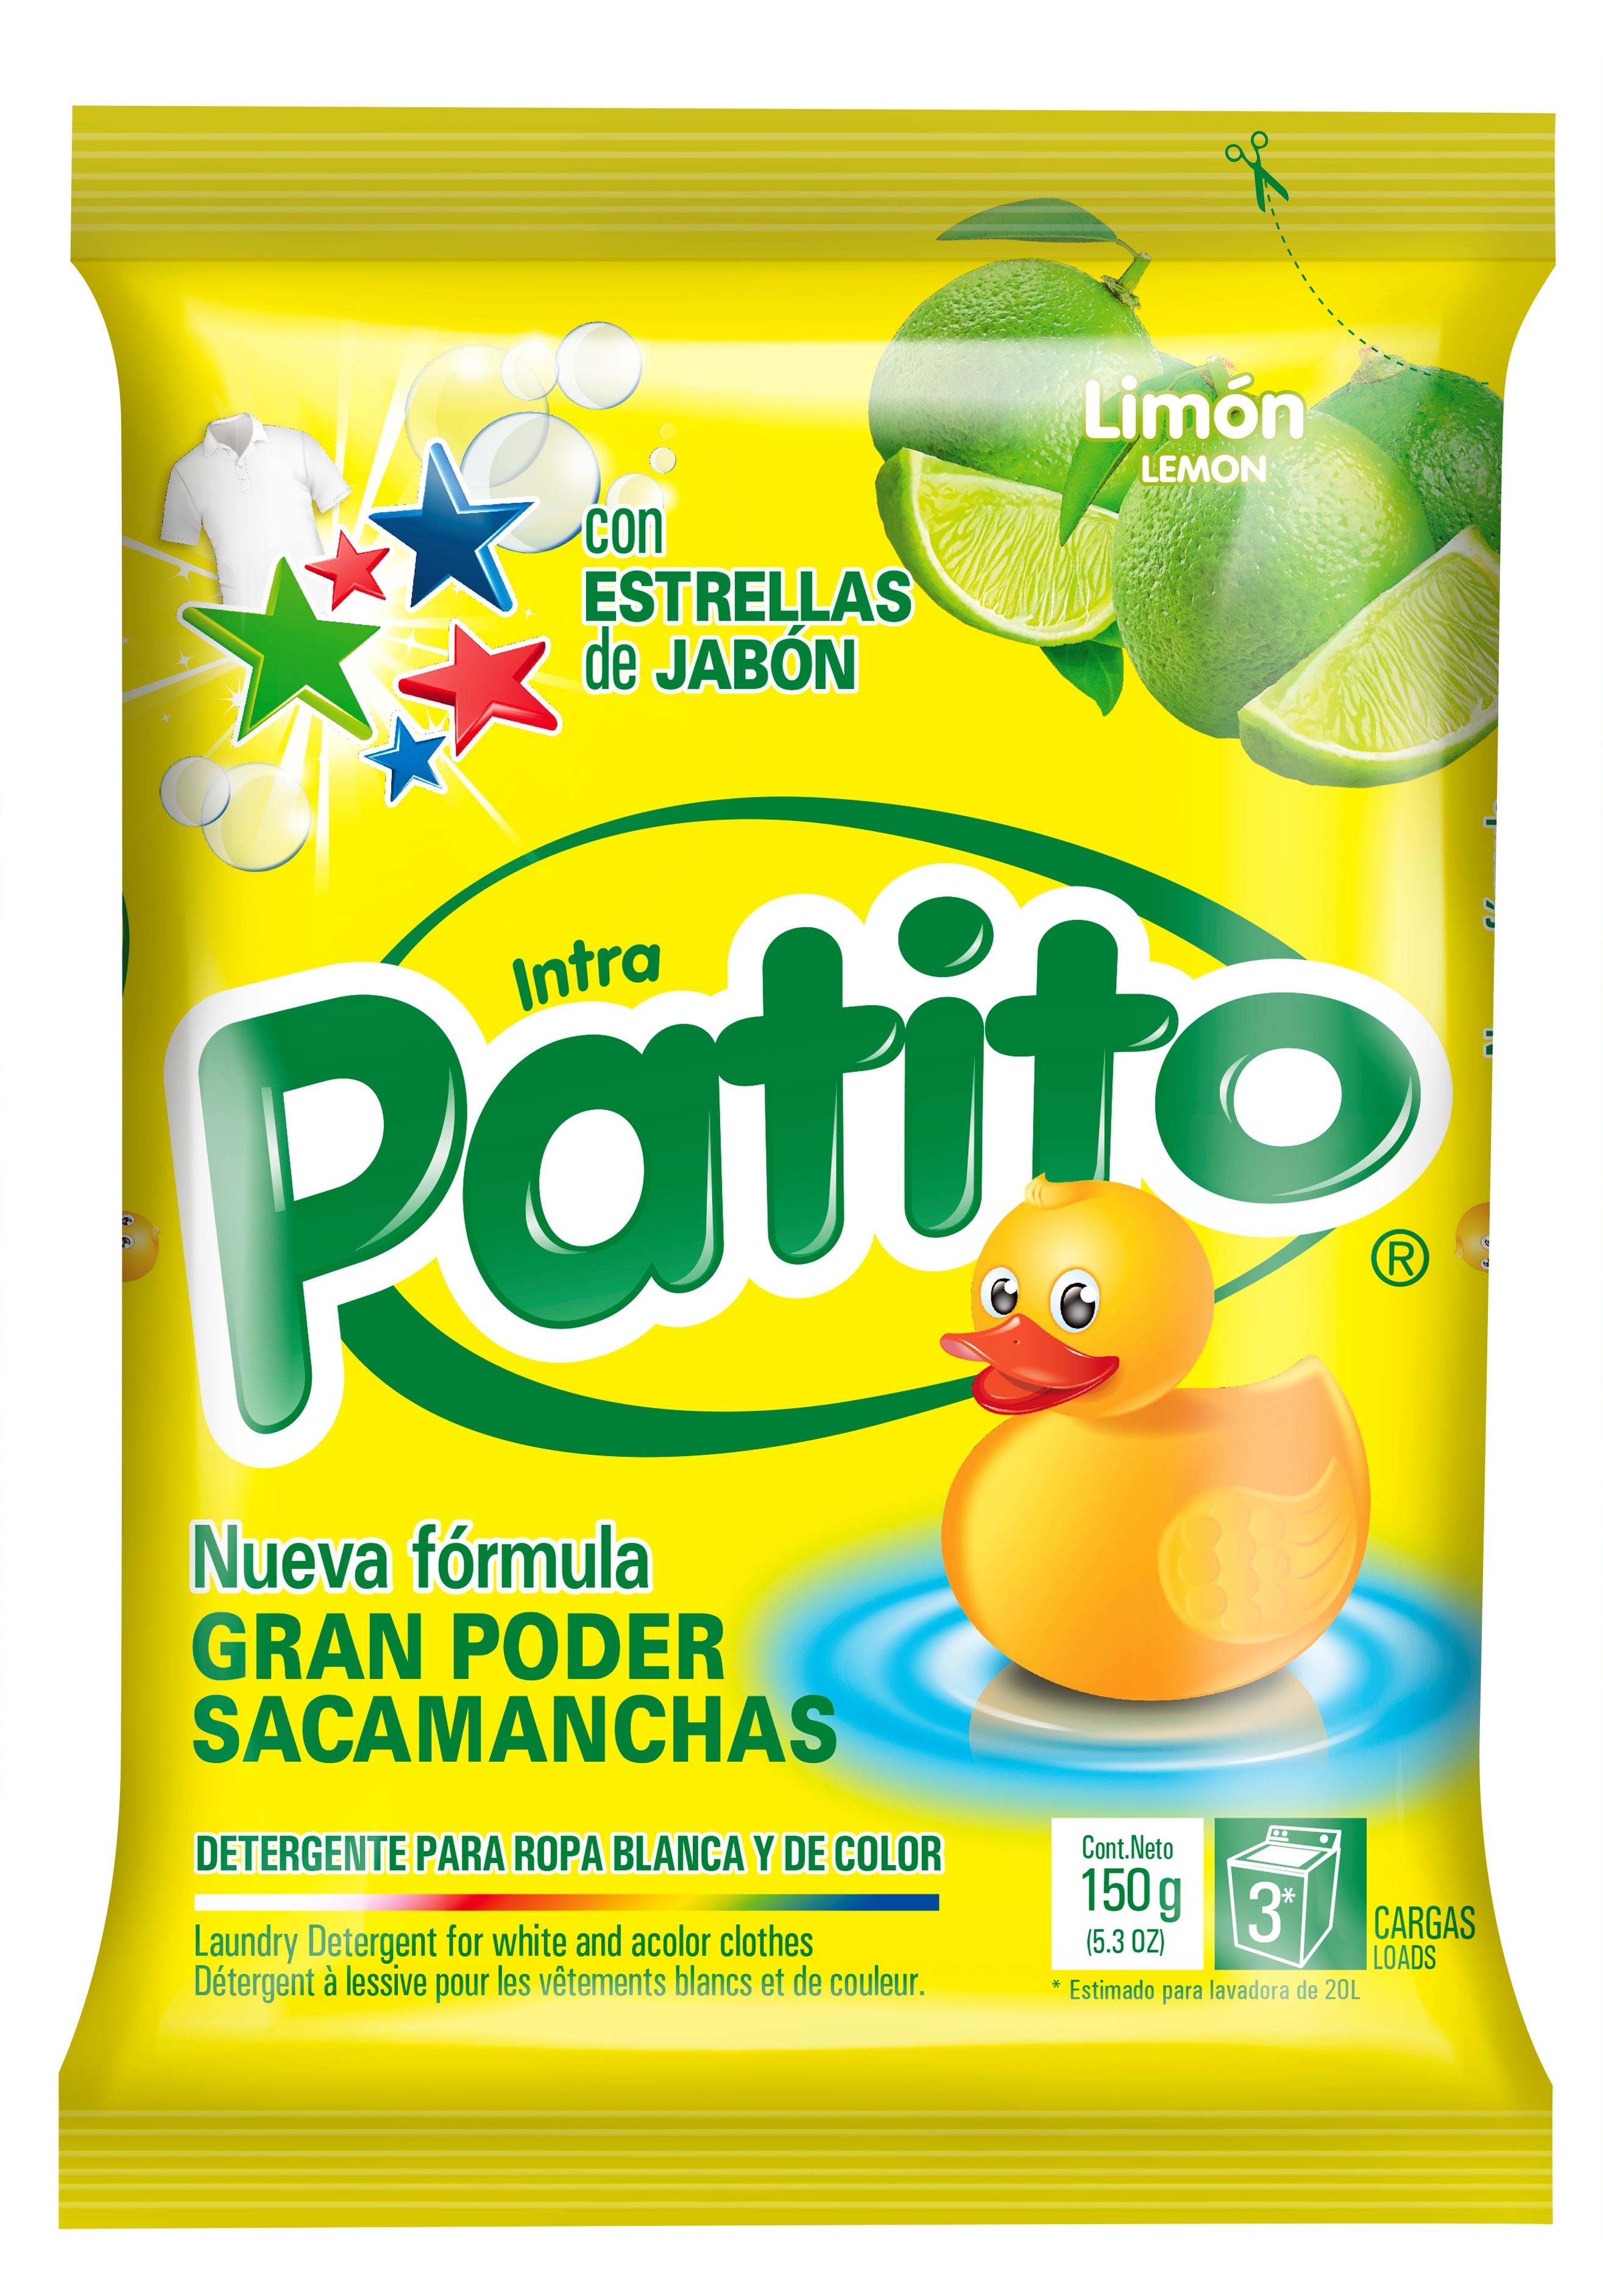 Limón
LEMON
con
ESTRELLAS
de JABÓN
Intra
Patito
®
Nueva fórmula
GRAN PODER
SACAMANCHAS
DETERGENTE PARA ROPA BLANCA Y DE COLOR
Laundry Detergent for white and acolor clothes
Détergent à lessive pour les vêtements blancs et de couleur.
Cont.Neto
150 g
(5.3 OZ)
3*
CARGAS
LOADS
* Estimado para lavadora de 20L